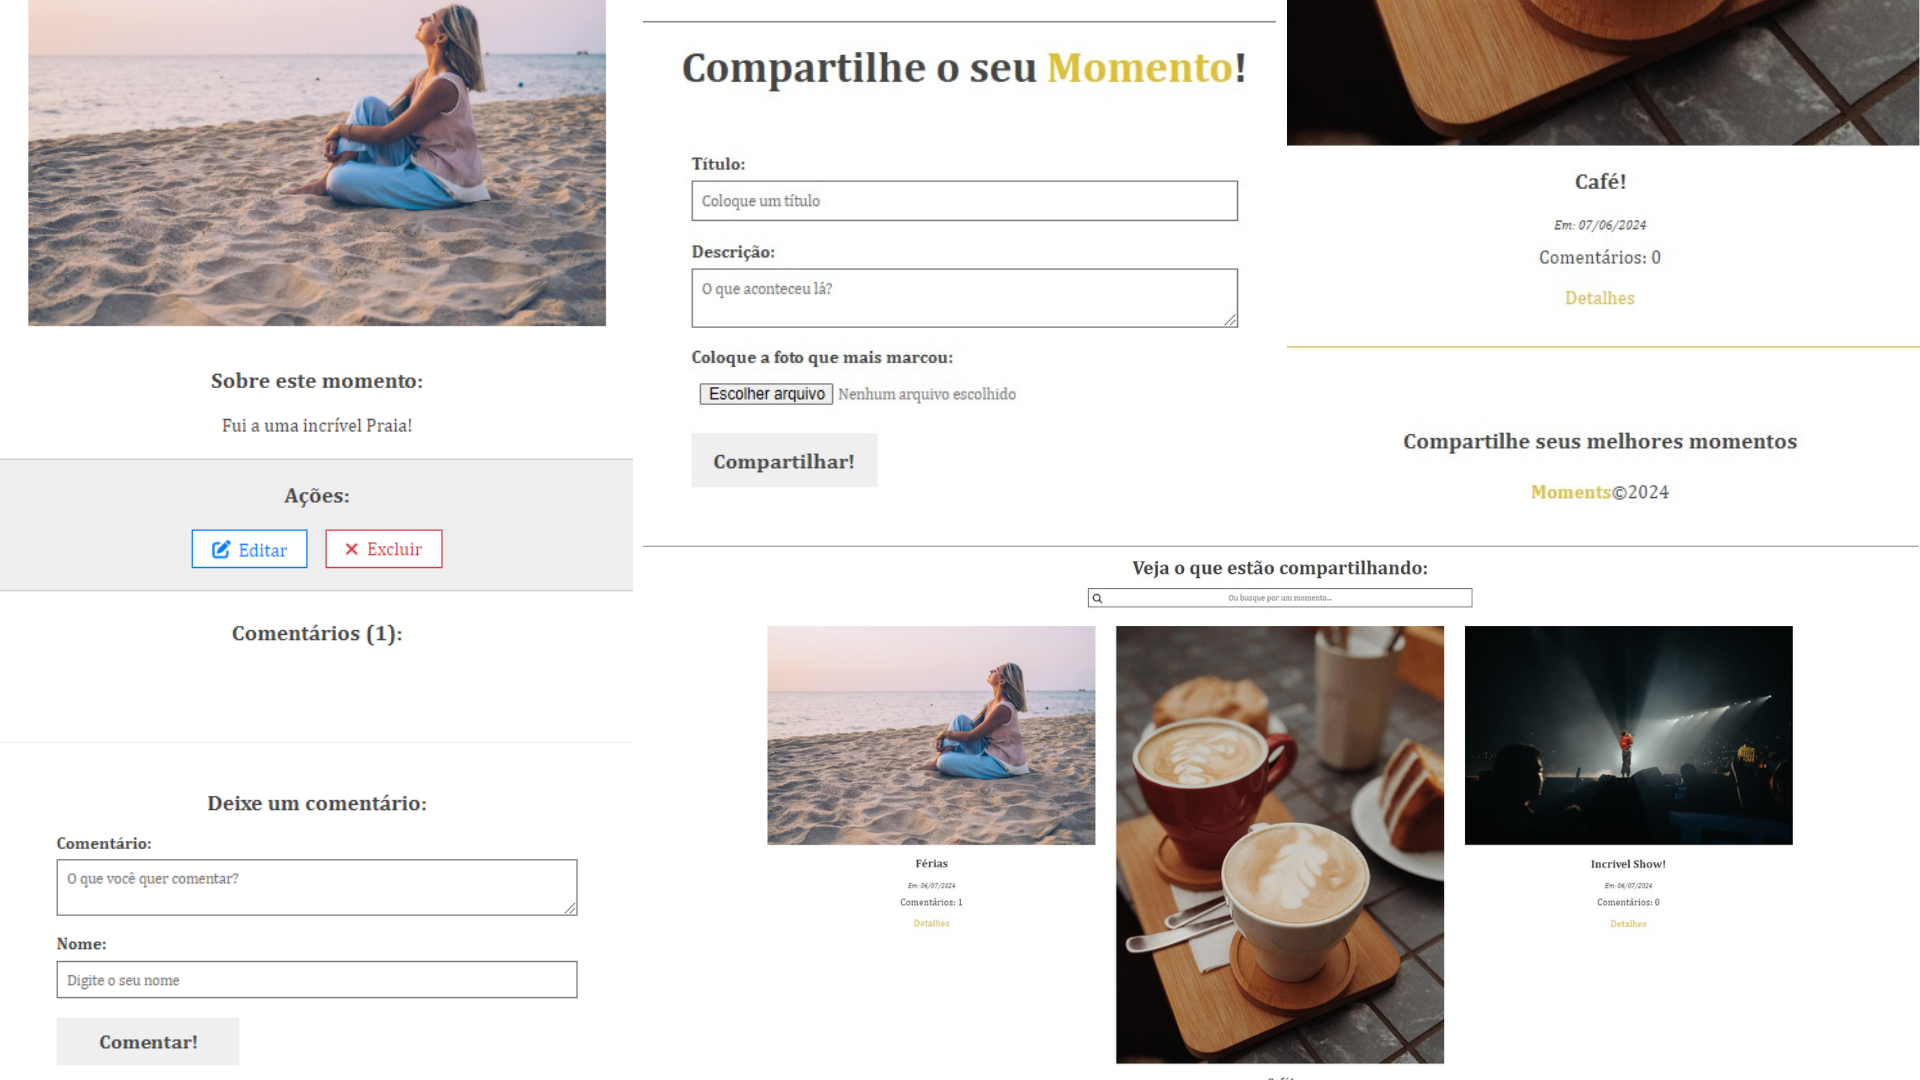 Sobre este momento:
Fui a uma incrível Praia!
Ações:
Editar
Excluir
Comentários (1):
Deixe um comentário:
Comentário:
O que você quer comentar?
Nome:
Digite o seu nome
Comentar!
Compartilhe o seu Momento!
Título:
Coloque um título
Descrição:
O que aconteceu lá?
Coloque a foto que mais marcou:
Escolher arquivo Nenhum arquivo escolhido
Compartilhar!
Café!
Em: 07/06/2024
Comentários: 0
Detalhes
Compartilhe seus melhores momentos
Moments©2024
Veja o que estão compartilhando:
Ou busque por um momento...
Férias
Em: 06/07/2024
Comentários: 1
Detalhes
Incrivel Show!
Em: 06/07/2024
Comentários: 0
Detalhes